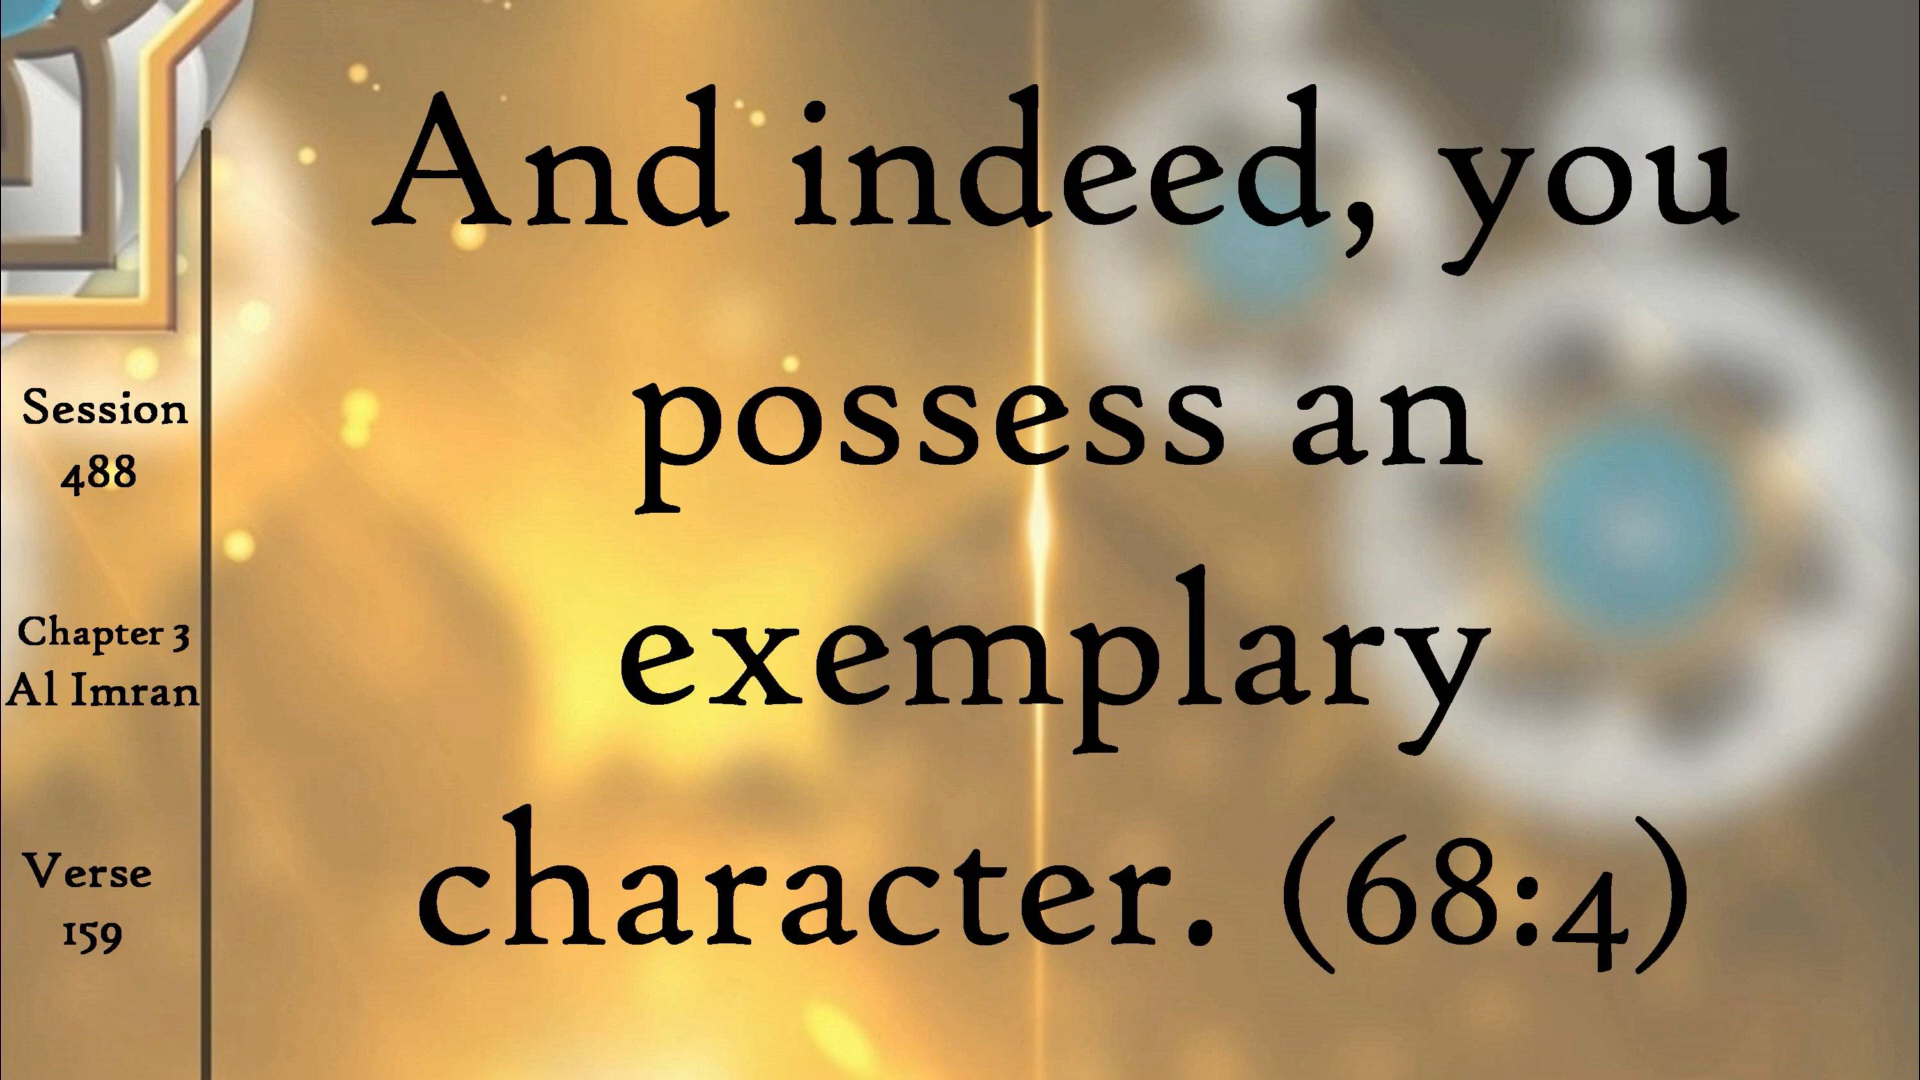 Session
488
Chapter 3
Al Imran
Verse
159
And indeed, you
possess an
exemplary
character. (68:4)